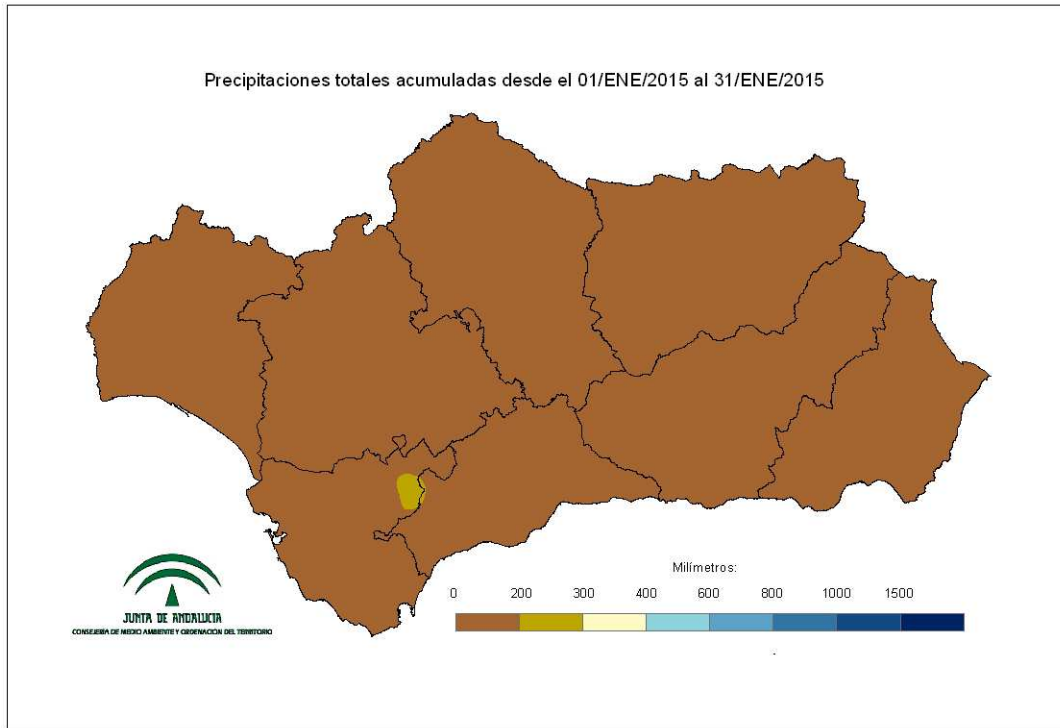 Precipitaciones totales acumuladas desde el 01/ENE/2015 al 31/ENE/2015
Milímetros:
0 200 300 400 600 800 1000 1500
JUNTA DE ANDALUCIA
CONSEJERÍA DE MEDIO AMBIENTE Y ORDENACIÓN DEL TERRITORIO